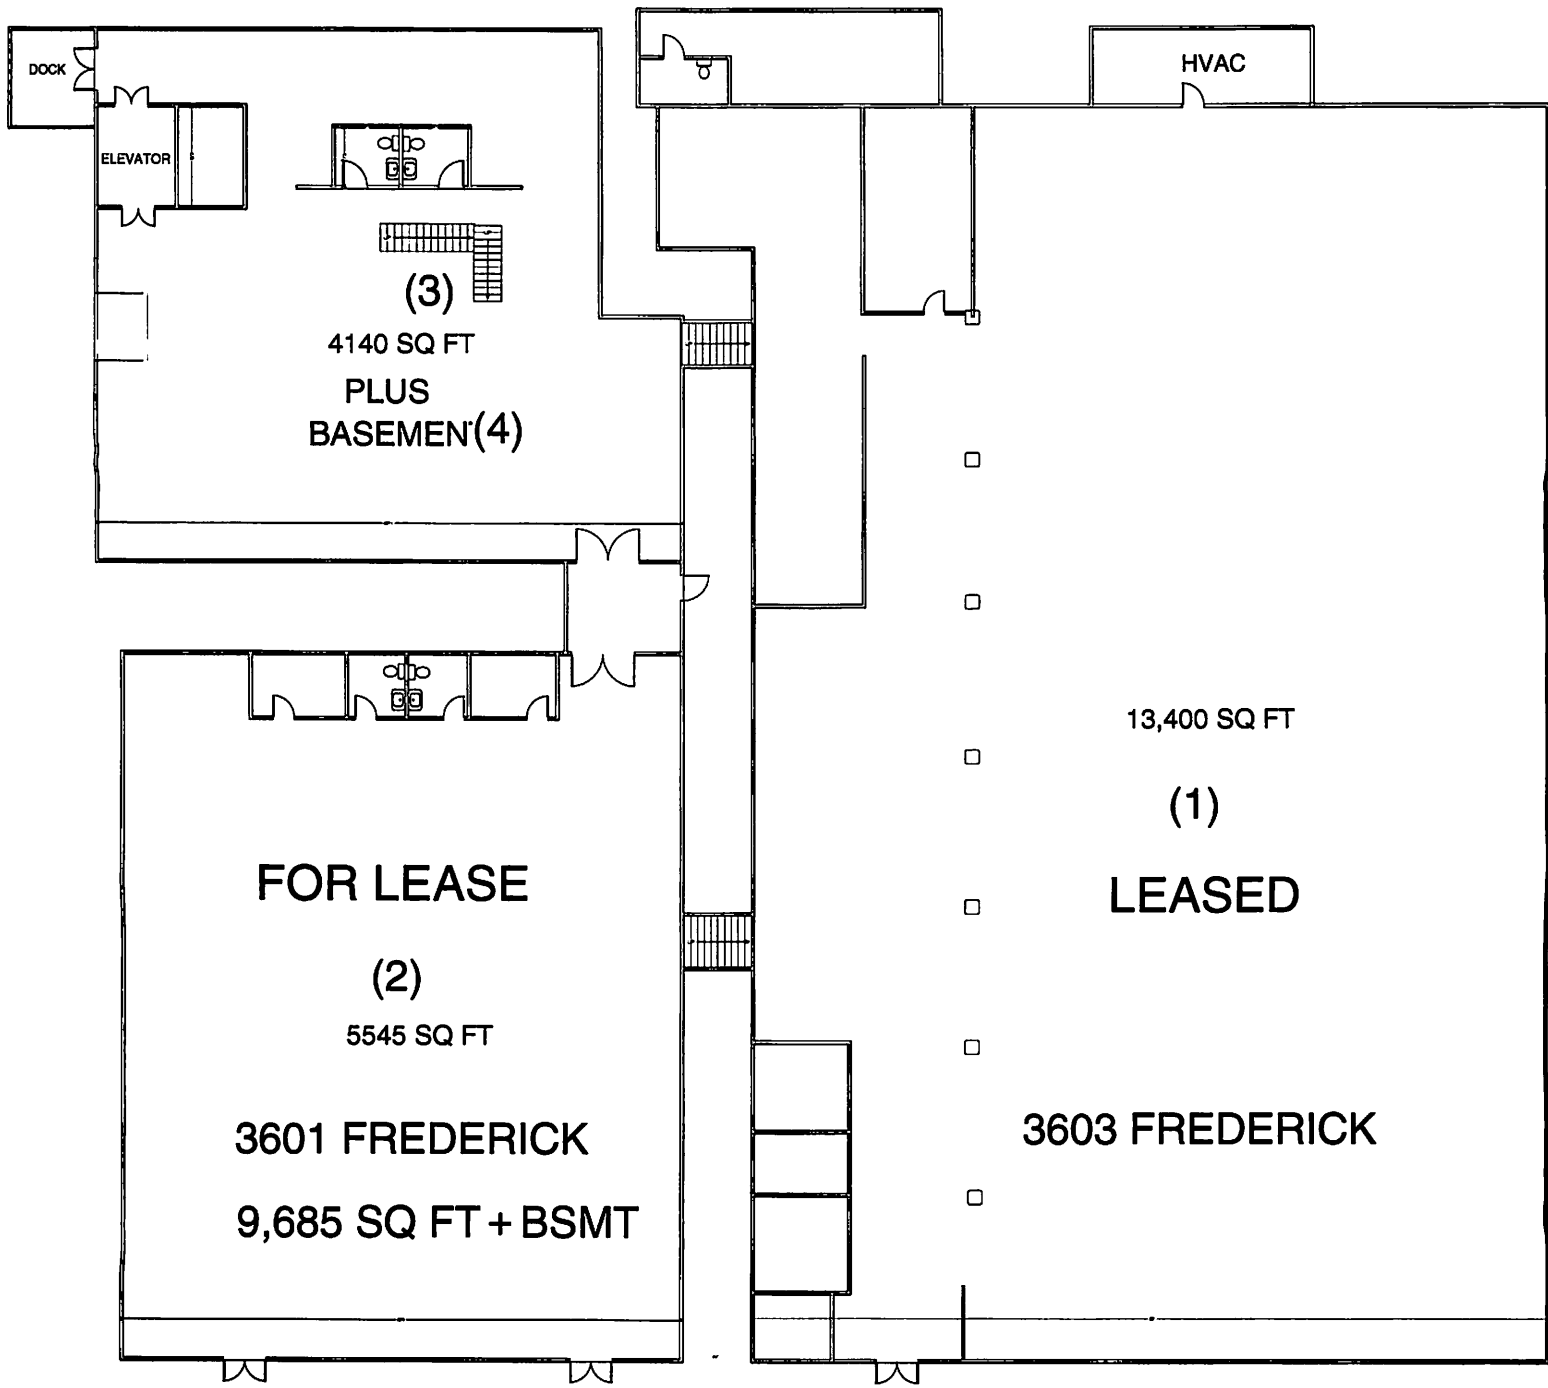 DOCK
HVAC
ELEVATOR
(3)
4140 SQ FT
PLUS
BASEMEN(4)
13,400 SQ FT
(1)
LEASED
3603 FREDERICK
FOR LEASE
(2)
5545 SQ FT
3601 FREDERICK
9,685 SQ FT + BSMT